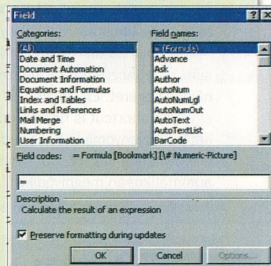 Field
Categories:
Field names:
(All)
Date and Time
Document Automation
Document Information
Equations and Formulas
Index and Tables
Links and References
Mail Merge
Numbering
User Information
= (Formula)
Advance
Ask
Author
AutoNum
AutoNumLgl
AutoNumOut
AutoText
AutoTextList
BarCode
Field codes: = Formula [Bookmark] [\# Numeric-Picture]
=
Description
Calculate the result of an expression
Preserve formatting during updates
OK
Cancel
Options...